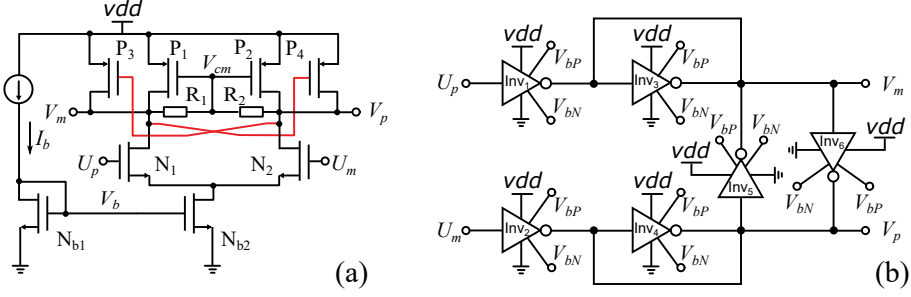 vdd
P3 P1 P2 P4
Vcm
R1 R2
Vm Vp
Ib
Up N1 N2 Um
Vb
Nb1 Nb2
(a)
vdd vdd
VbP VbP
Up Inv1 Inv3 Vm
VbN VbN
VbP VbN
vdd Inv5 Inv6 vdd
VbN VbP
vdd vdd
VbP VbP
Um Inv2 Inv4 Vp
VbN VbN
(b)